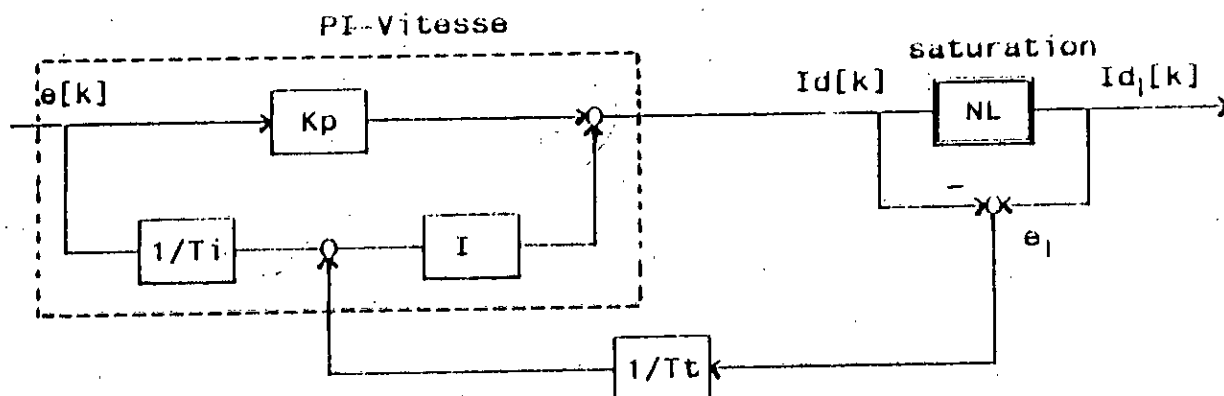 PI-Vitesse
saturation
e[k]
Id[k]
Id₁[k]
Kp
NL
-
1/Ti
I
e₁
1/Tt